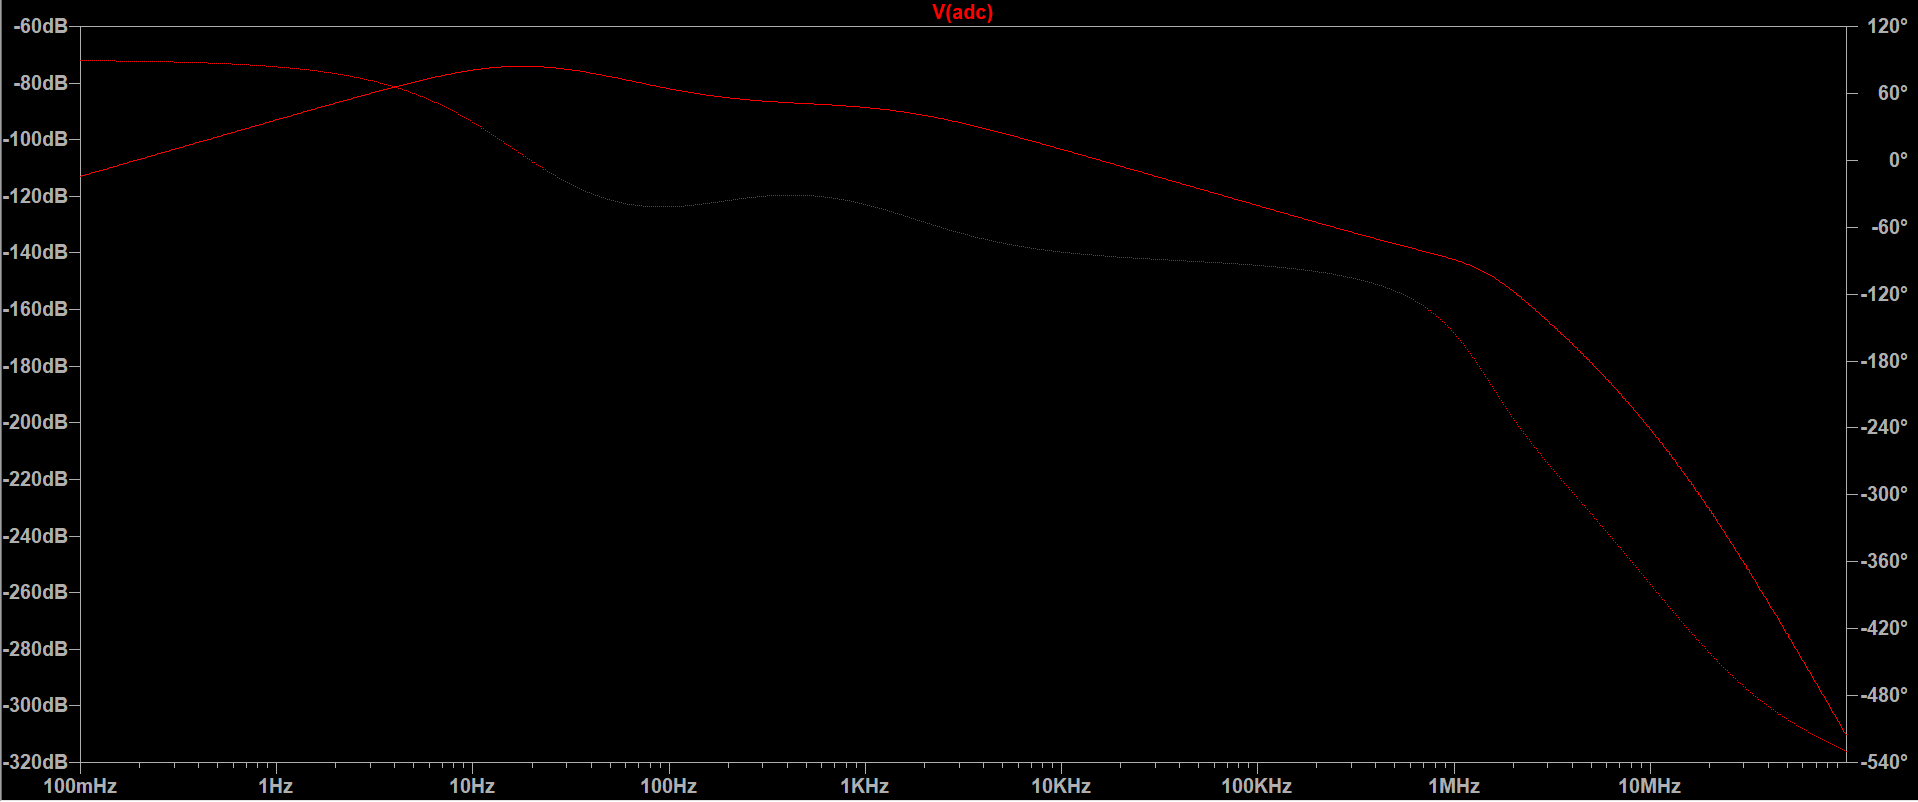 V(adc)
-60dB
-80dB
-100dB
-120dB
-140dB
-160dB
-180dB
-200dB
-220dB
-240dB
-260dB
-280dB
-300dB
-320dB
120°
60°
0°
-60°
-120°
-180°
-240°
-300°
-360°
-420°
-480°
-540°
100mHz 1Hz 10Hz 100Hz 1KHz 10KHz 100KHz 1MHz 10MHz